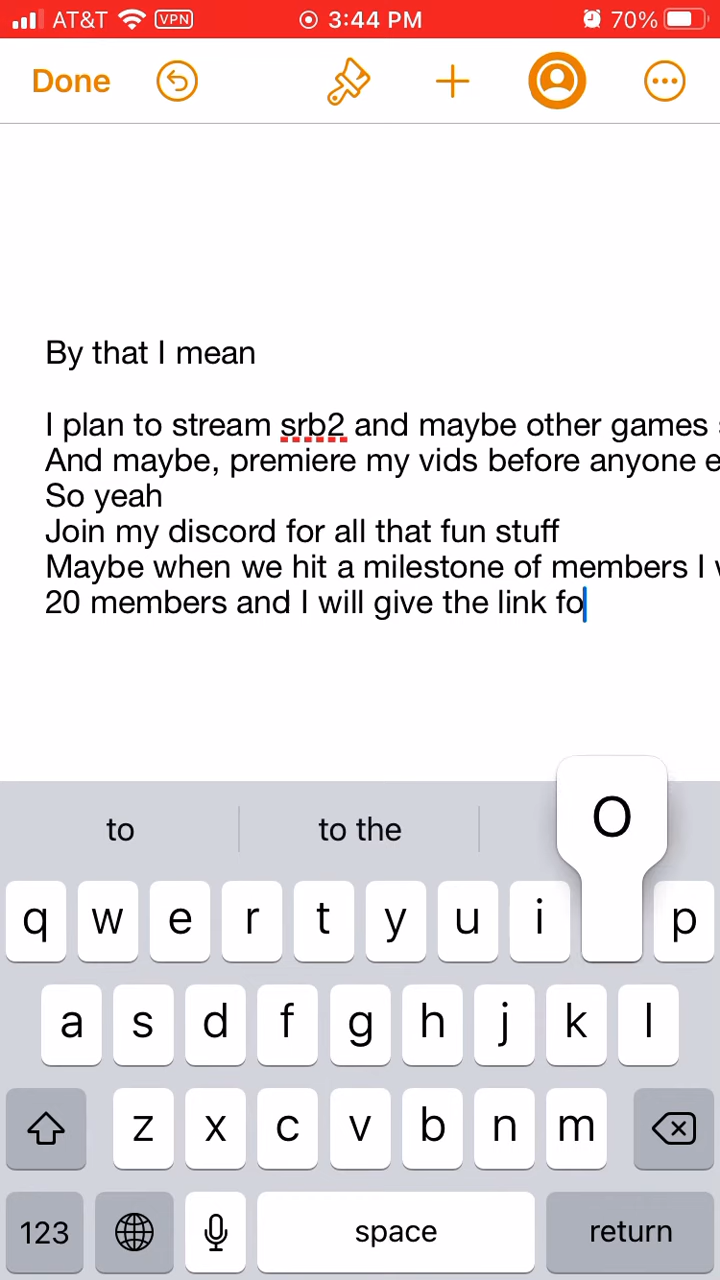 AT&T VPN 3:44 PM 70%
Done
By that I mean
I plan to stream srb2 and maybe other games
And maybe, premiere my vids before anyone e
So yeah
Join my discord for all that fun stuff
Maybe when we hit a milestone of members I
20 members and I will give the link fo
to to the
O
q w e r t y u i p
a s d f g h j k l
z x c v b n m
123 space return